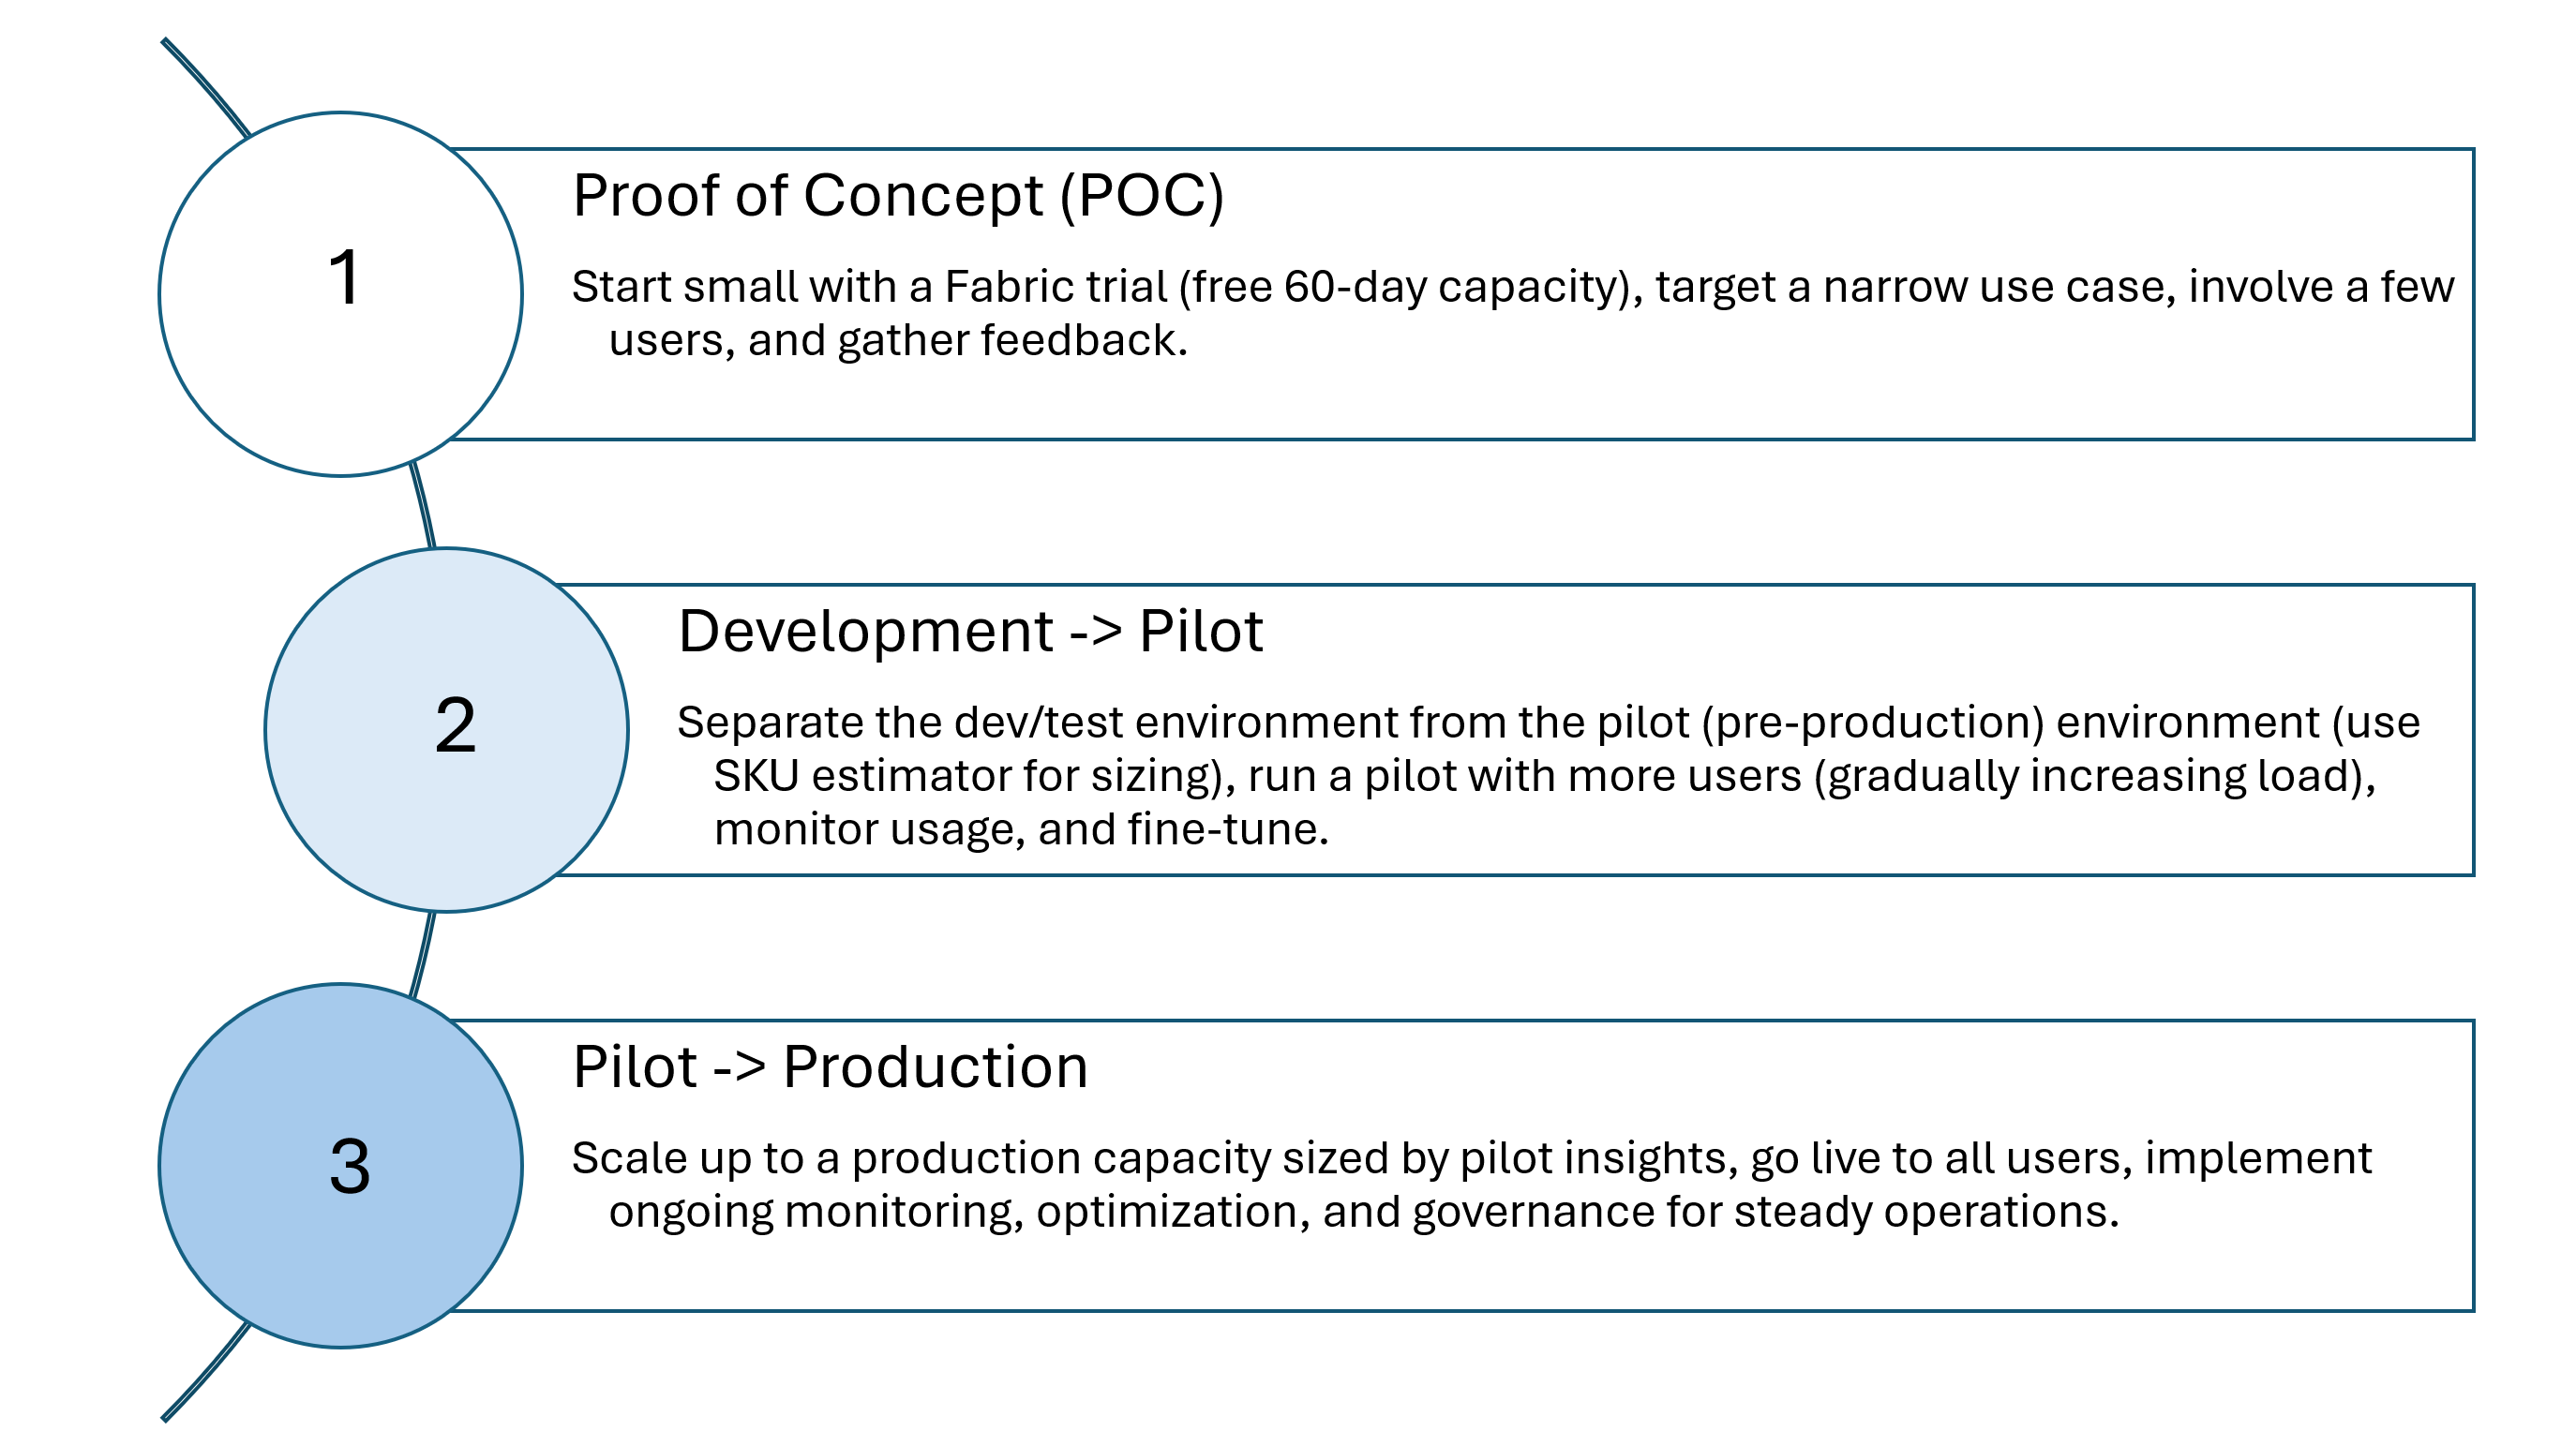 1
Proof of Concept (POC)
Start small with a Fabric trial (free 60-day capacity), target a narrow use case, involve a few
users, and gather feedback.
2
Development -> Pilot
Separate the dev/test environment from the pilot (pre-production) environment (use
SKU estimator for sizing), run a pilot with more users (gradually increasing load),
monitor usage, and fine-tune.
3
Pilot -> Production
Scale up to a production capacity sized by pilot insights, go live to all users, implement
ongoing monitoring, optimization, and governance for steady operations.